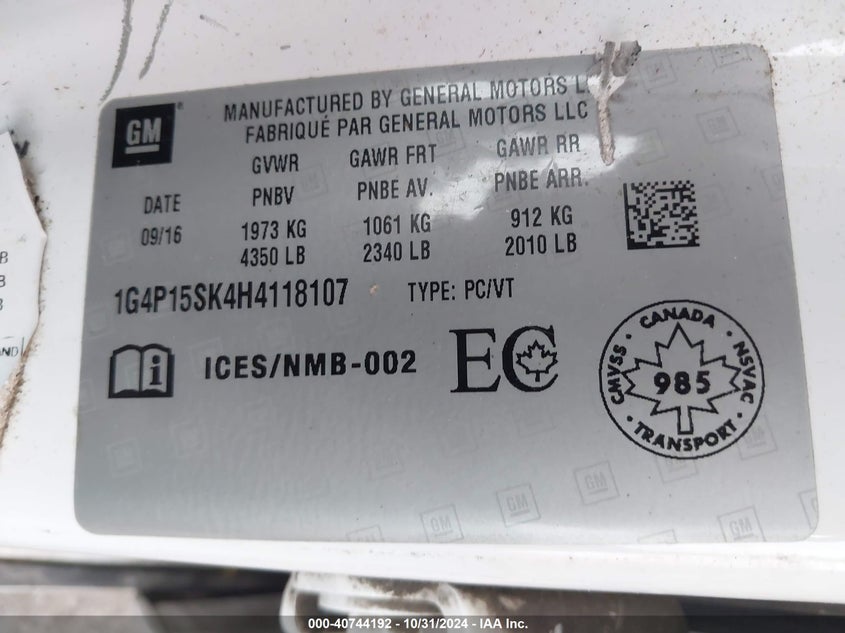 GM
MANUFACTURED BY GENERAL MOTORS
FABRIQUÉ PAR GENERAL MOTORS LLC
GVWR GAWR FRT GAWR RR
DATE PNBV PNBE AV. PNBE ARR.
09/16 1973 KG 1061 KG 912 KG
4350 LB 2340 LB 2010 LB
1G4P15SK4H4118107 TYPE: PC/VT
i ICES/NMB-002 EC
CANADA
CMVSS 985 NSVAC
TRANSPORT
B
B
B
AND
000-40744192 - 10/31/2024 - IAA Inc.